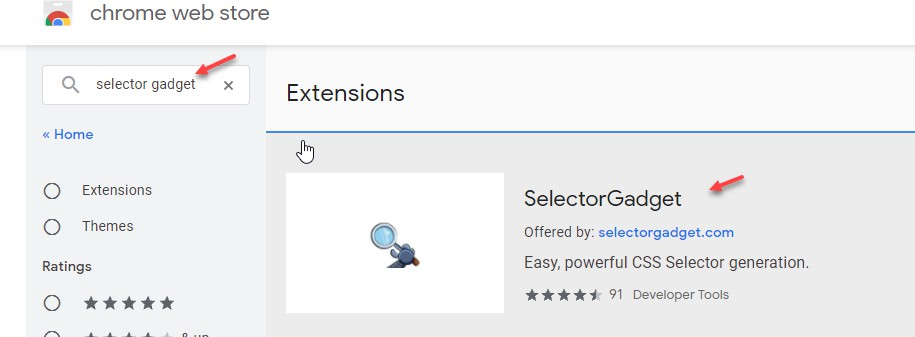 chrome web store
selector gadget
« Home
Extensions
Themes
Ratings
& up
Extensions
SelectorGadget
Offered by: selectorgadget.com
Easy, powerful CSS Selector generation.
91 Developer Tools